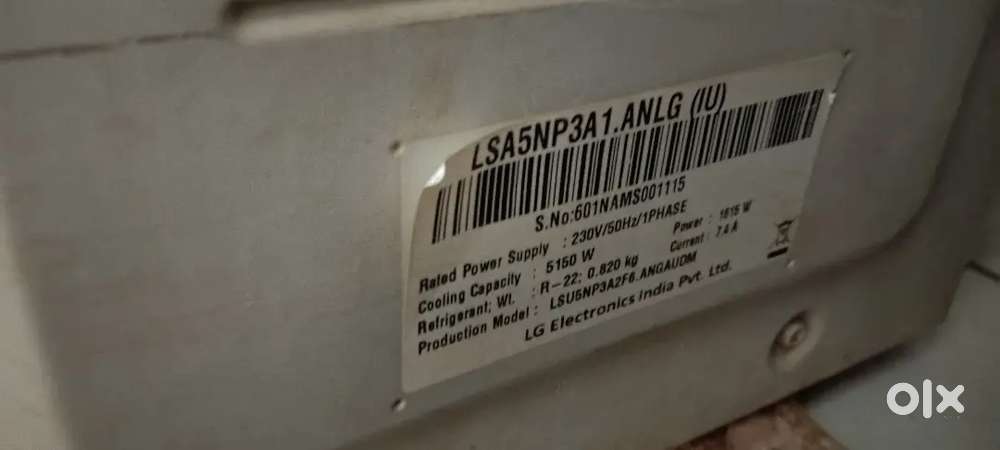 LSA5NP3A1.ANLG (IU)
S.No:601NAMS001115
Rated Power Supply : 230V/50Hz/1PHASE
Cooling Capacity : 5150 W Power : 1615 W
Refrigerant; Wt. : R-22; 0.820 kg Current : 7.4 A
Production Model : LSU5NP3A2F6.ANGAUDM
LG Electronics India Pvt. Ltd.
olx